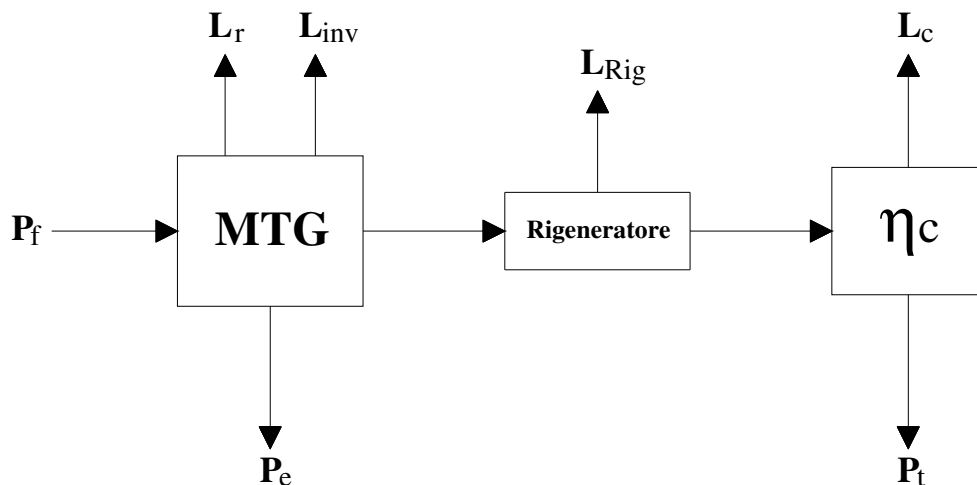 Lr
Linv
LRig
Lc
Pf
MTG
Rigeneratore
ηc
Pe
Pt